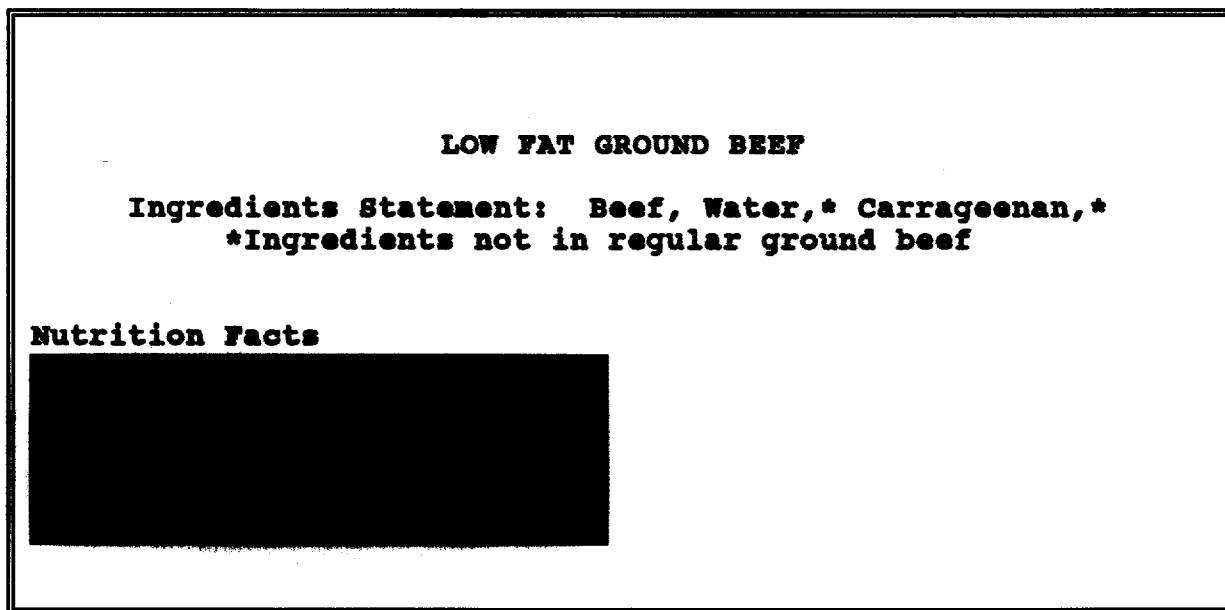 LOW FAT GROUND BEEF
Ingredients Statement: Beef, Water,* Carrageenan,*
*Ingredients not in regular ground beef
Nutrition Facts